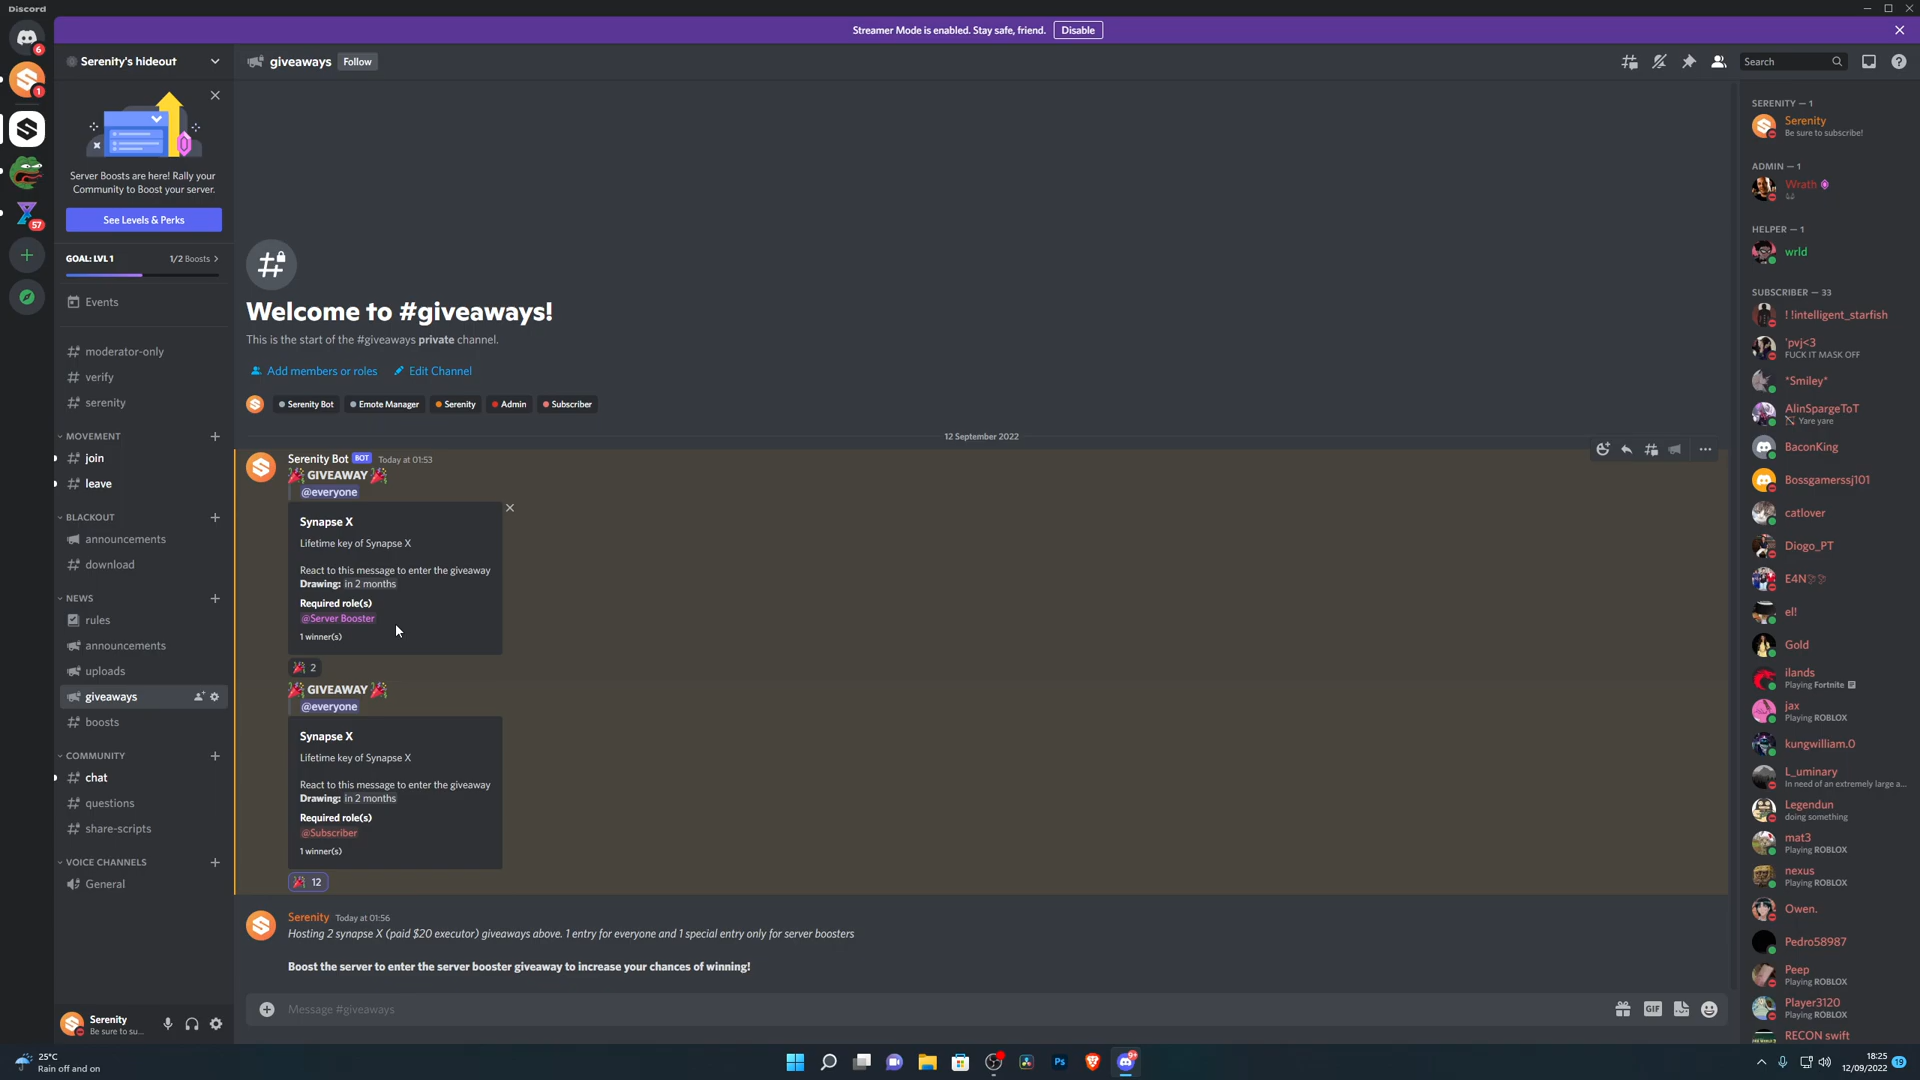 Discord
Streamer Mode is enabled. Stay safe, friend.
Disable
6
1
57
Serenity's hideout
Server Boosts are here! Rally your
Community to Boost your server.
See Levels & Perks
GOAL: LVL 1
1/2 Boosts
Events
moderator-only
verify
serenity
MOVEMENT
join
leave
BLACKOUT
announcements
download
NEWS
rules
announcements
uploads
giveaways
boosts
COMMUNITY
chat
questions
share-scripts
VOICE CHANNELS
General
Serenity
Be sure to su...
giveaways
Follow
Search
Welcome to #giveaways!
This is the start of the #giveaways private channel.
Add members or roles
Edit Channel
Serenity Bot
Emote Manager
Serenity
Admin
Subscriber
12 September 2022
Serenity Bot BOT Today at 01:53
GIVEAWAY
@everyone
Synapse X
Lifetime key of Synapse X
React to this message to enter the giveaway
Drawing: in 2 months
Required role(s)
@Server Booster
1 winner(s)
2
GIVEAWAY
@everyone
Synapse X
Lifetime key of Synapse X
React to this message to enter the giveaway
Drawing: in 2 months
Required role(s)
@Subscriber
1 winner(s)
12
Serenity Today at 01:56
Hosting 2 synapse X (paid $20 executor) giveaways above. 1 entry for everyone and 1 special entry only for server boosters
Boost the server to enter the server booster giveaway to increase your chances of winning!
Message #giveaways
GIF
SERENITY — 1
Serenity
Be sure to subscribe!
ADMIN — 1
Wrath
HELPER — 1
wrld
SUBSCRIBER — 33
! !intelligent_starfish
'pvj<3
FUCK IT MASK OFF
*Smiley*
AlinSpargeToT
Yare yare
BaconKing
Bossgamerssj101
catlover
Diogo_PT
E4N
el!
Gold
ilands
Playing Fortnite
jax
Playing ROBLOX
kungwilliam.0
L_uminary
In need of an extremely large a...
Legendun
doing something
mat3
Playing ROBLOX
nexus
Playing ROBLOX
Owen.
Pedro58987
Peep
Playing ROBLOX
Player3120
Playing ROBLOX
RECON swift
25°C
Rain off and on
Ps
9+
18:25
12/09/2022
19